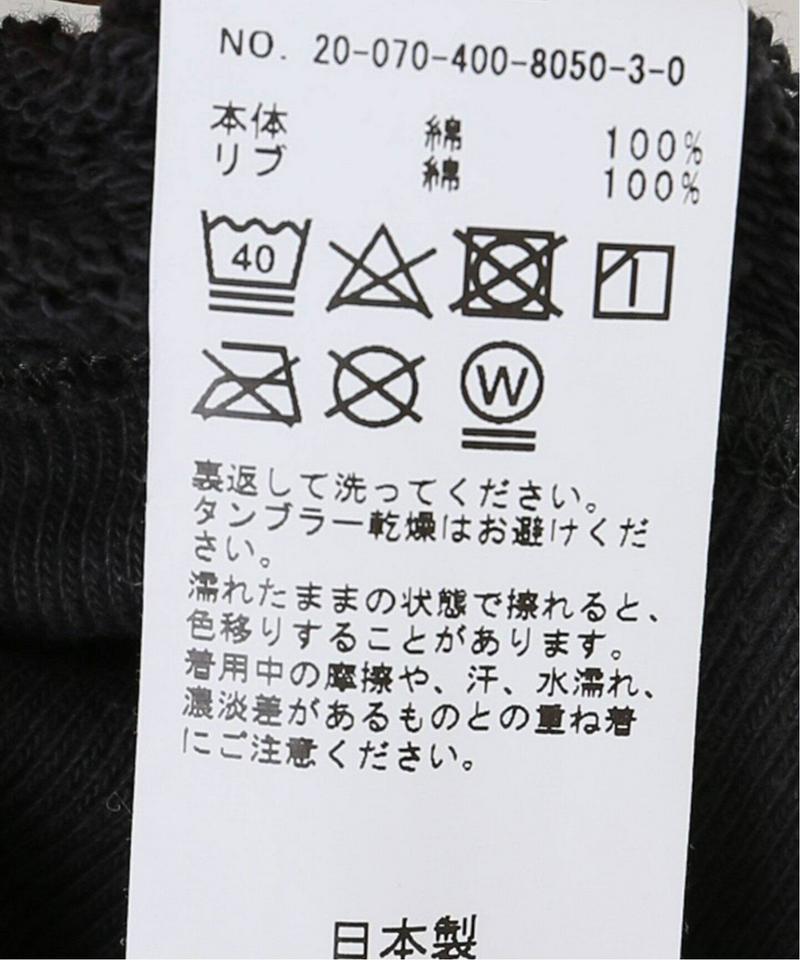 NO. 20-070-400-8050-3-0
本体 綿 100%
リブ 綿 100%
40
W
裏返して洗ってください。
タンブラー乾燥はお避けくだ
さい。
濡れたままの状態で擦れると、
色移りすることがあります。
着用中の摩擦や、汗、水濡れ、
濃淡差があるものとの重ね着
にご注意ください。
日本製